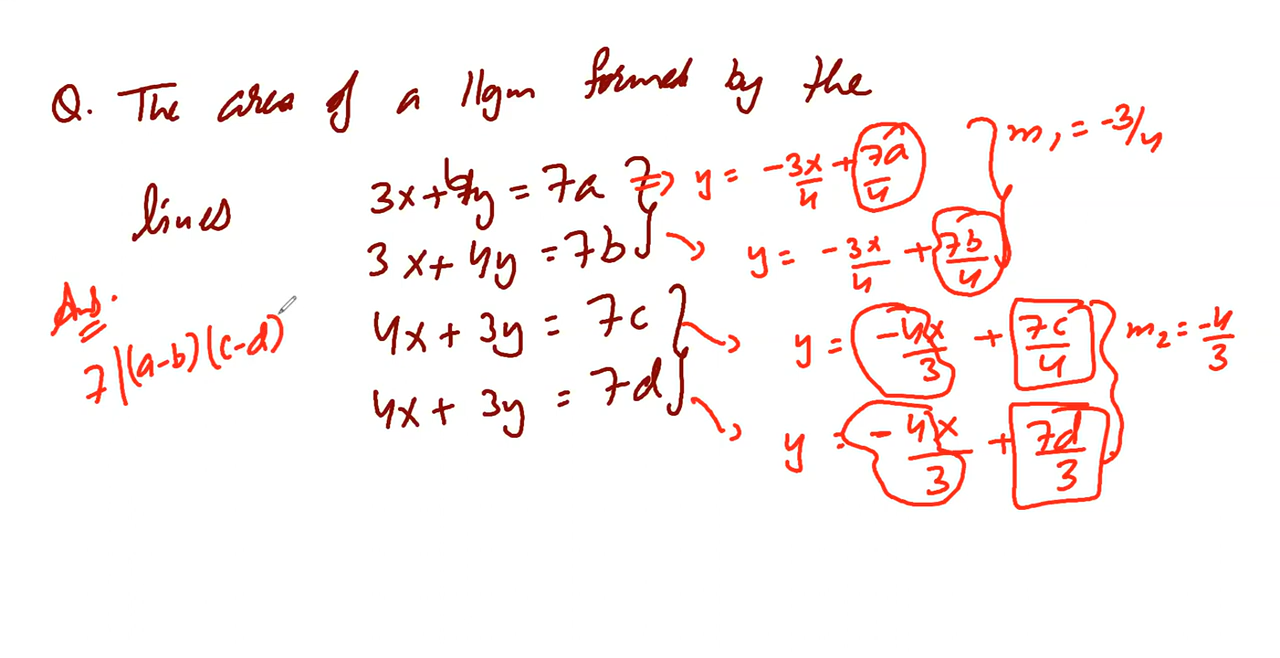 Q. The area of a ||gm formed by the
lines
3x + 4y = 7a
3x + 4y = 7b
4x + 3y = 7c
4x + 3y = 7d
Ans.
7|(a-b)(c-d)
⇒ y = -3x/4 + 7a/4
y = -3x/4 + 7b/4
m₁ = -3/4
y = -4x/3 + 7c/4
y = -4x/3 + 7d/3
m₂ = -4/3